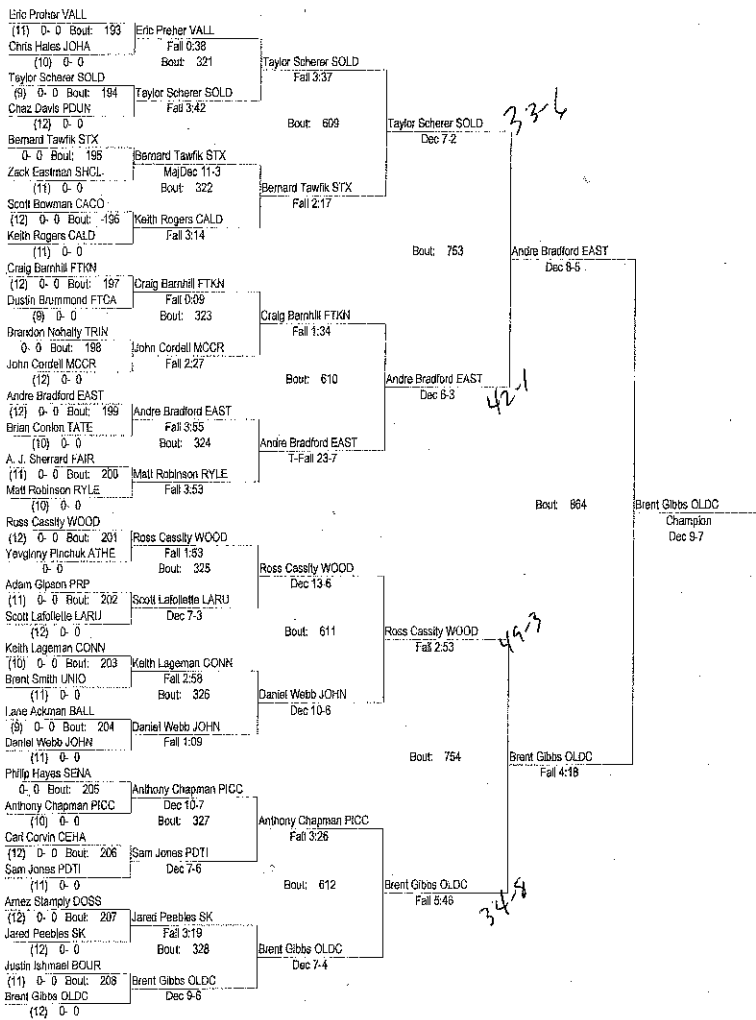 Eric Preher VALL
(11) 0- 0 Bout: 193
Chris Hales JOHA
(10) 0- 0
Taylor Scherer SOLD
(9) 0- 0 Bout: 194
Chaz Davis PDUN
(12) 0- 0
Bernard Tawfik STX
0- 0 Bout: 195
Zack Eastman SHCL
(11) 0- 0
Scott Bowman CACO
(12) 0- 0 Bout: 196
Keith Rogers CALD
(11) 0- 0
Craig Barnhill FTKN
(12) 0- 0 Bout: 197
Dustin Brummond FTCA
(9) 0- 0
Brandon Nohalty TRIN
0- 0 Bout: 198
John Cordell MCCR
(12) 0- 0
Andre Bradford EAST
(12) 0- 0 Bout: 199
Brian Conlon TATE
(10) 0- 0
A. J. Sherrard FAIR
(11) 0- 0 Bout: 200
Matt Robinson RYLE
(10) 0- 0
Ross Cassity WOOD
(12) 0- 0 Bout: 201
Yevginny Pinchuk ATHE
0- 0
Adam Gipson PRP
(11) 0- 0 Bout: 202
Scott Lafollette LARU
(12) 0- 0
Keith Lageman CONN
(10) 0- 0 Bout: 203
Brent Smith UNIO
(11) 0- 0
Lane Ackman BALL
(9) 0- 0 Bout: 204
Daniel Webb JOHN
(11) 0- 0
Philip Hayes SENA
0- 0 Bout: 205
Anthony Chapman PICC
(10) 0- 0
Carl Corvin CEHA
(12) 0- 0 Bout: 206
Sam Jones PDTI
(11) 0- 0
Arnez Stamply DOSS
(12) 0- 0 Bout: 207
Jared Peebles SK
(12) 0- 0
Justin Ishmael BOUR
(11) 0- 0 Bout: 208
Brent Gibbs OLDC
(12) 0- 0
Eric Preher VALL
Fall 0:38
Bout: 321
Taylor Scherer SOLD
Fall 3:42
Bernard Tawfik STX
MajDec 11-3
Bout: 322
Keith Rogers CALD
Fall 3:14
Craig Barnhill FTKN
Fall 0:09
Bout: 323
John Cordell MCCR
Fall 2:27
Andre Bradford EAST
Fall 3:55
Bout: 324
Matt Robinson RYLE
Fall 3:53
Ross Cassity WOOD
Fall 1:53
Bout: 325
Scott Lafollette LARU
Dec 7-3
Keith Lageman CONN
Fall 2:58
Bout: 326
Daniel Webb JOHN
Fall 1:09
Anthony Chapman PICC
Dec 10-7
Bout: 327
Sam Jones PDTI
Dec 7-6
Jared Peebles SK
Fall 3:19
Bout: 328
Brent Gibbs OLDC
Dec 9-6
Taylor Scherer SOLD
Fall 3:37
Bout: 609
Bernard Tawfik STX
Fall 2:17
Craig Barnhill FTKN
Fall 1:34
Bout: 610
Andre Bradford EAST
T-Fall 23-7
Ross Cassity WOOD
Dec 13-6
Bout: 611
Daniel Webb JOHN
Dec 10-6
Anthony Chapman PICC
Fall 3:26
Bout: 612
Brent Gibbs OLDC
Dec 7-4
Taylor Scherer SOLD
Dec 7-2
33-6
Bout: 753
Andre Bradford EAST
Dec 6-3
42-1
Ross Cassity WOOD
Fall 2:53
49-3
Bout: 754
Brent Gibbs OLDC
Fall 5:46
34-8
Andre Bradford EAST
Dec 8-5
Bout: 864
Brent Gibbs OLDC
Fall 4:18
Brent Gibbs OLDC
Champion
Dec 9-7